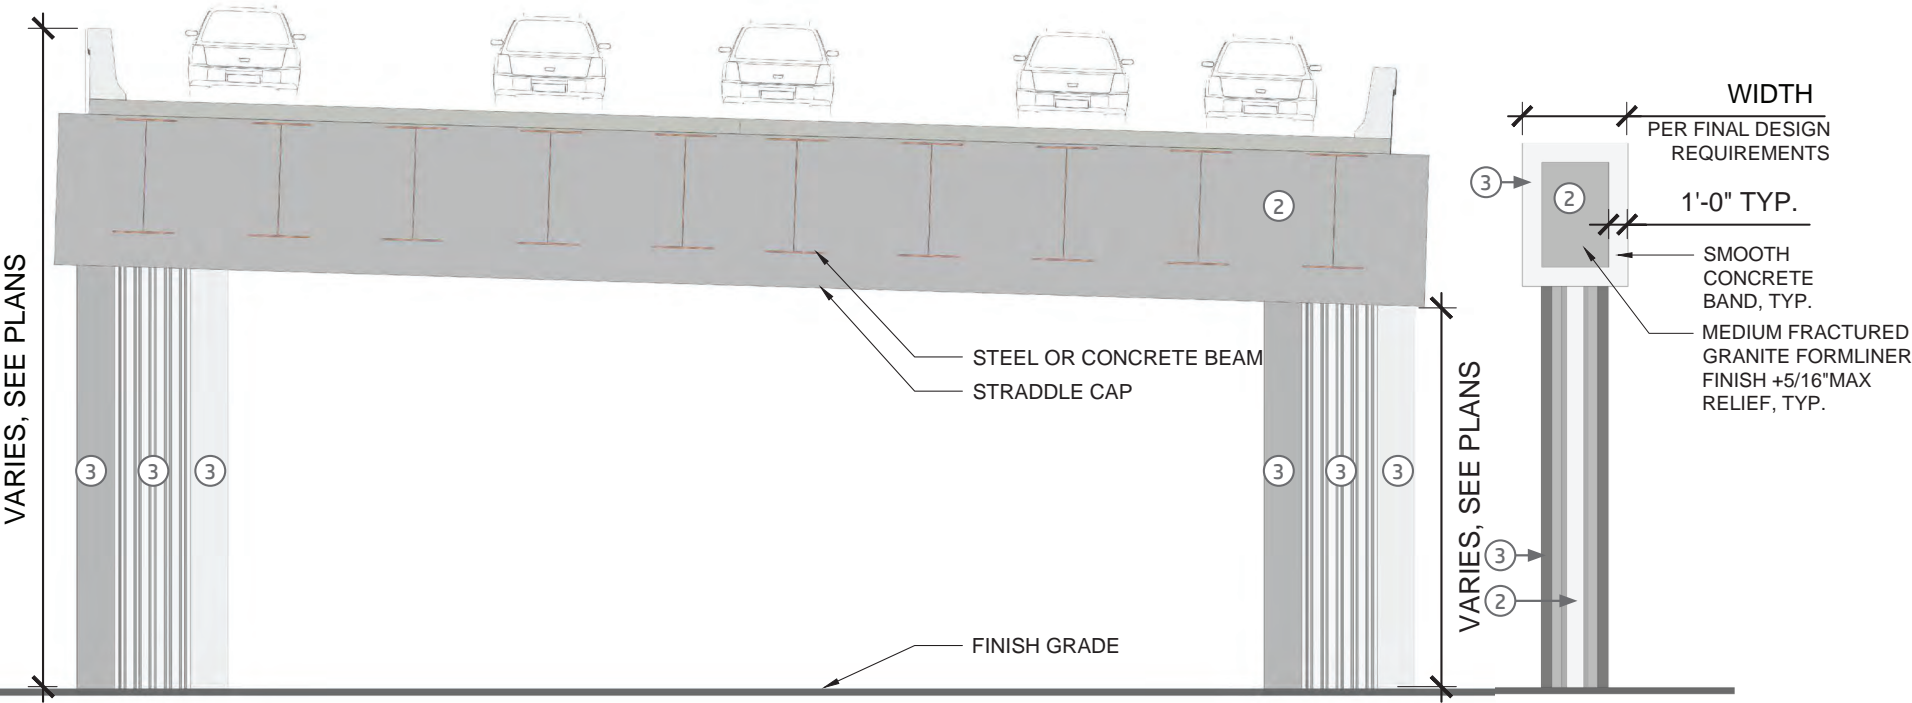 VARIES, SEE PLANS
2
STEEL OR CONCRETE BEAM
STRADDLE CAP
3
3
3
3
3
3
FINISH GRADE
VARIES, SEE PLANS
WIDTH
PER FINAL DESIGN
REQUIREMENTS
3
2
1'-0" TYP.
SMOOTH
CONCRETE
BAND, TYP.
MEDIUM FRACTURED
GRANITE FORMLINER
FINISH +5/16"MAX
RELIEF, TYP.
3
2